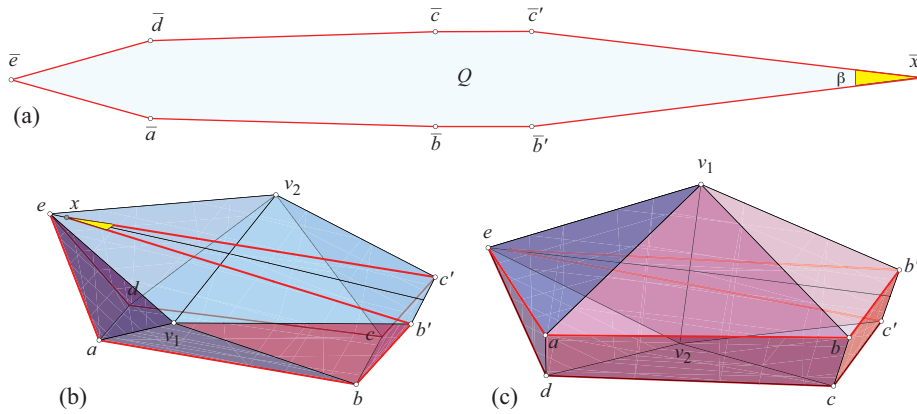 d̅ c̅ c̅′
e̅ Q β x̅
(a) a̅ b̅ b̅′
v₁
v₂
e x
e
c′ b′
d c c′
b′
v₁ a b
a v₂
(b) b (c) d c